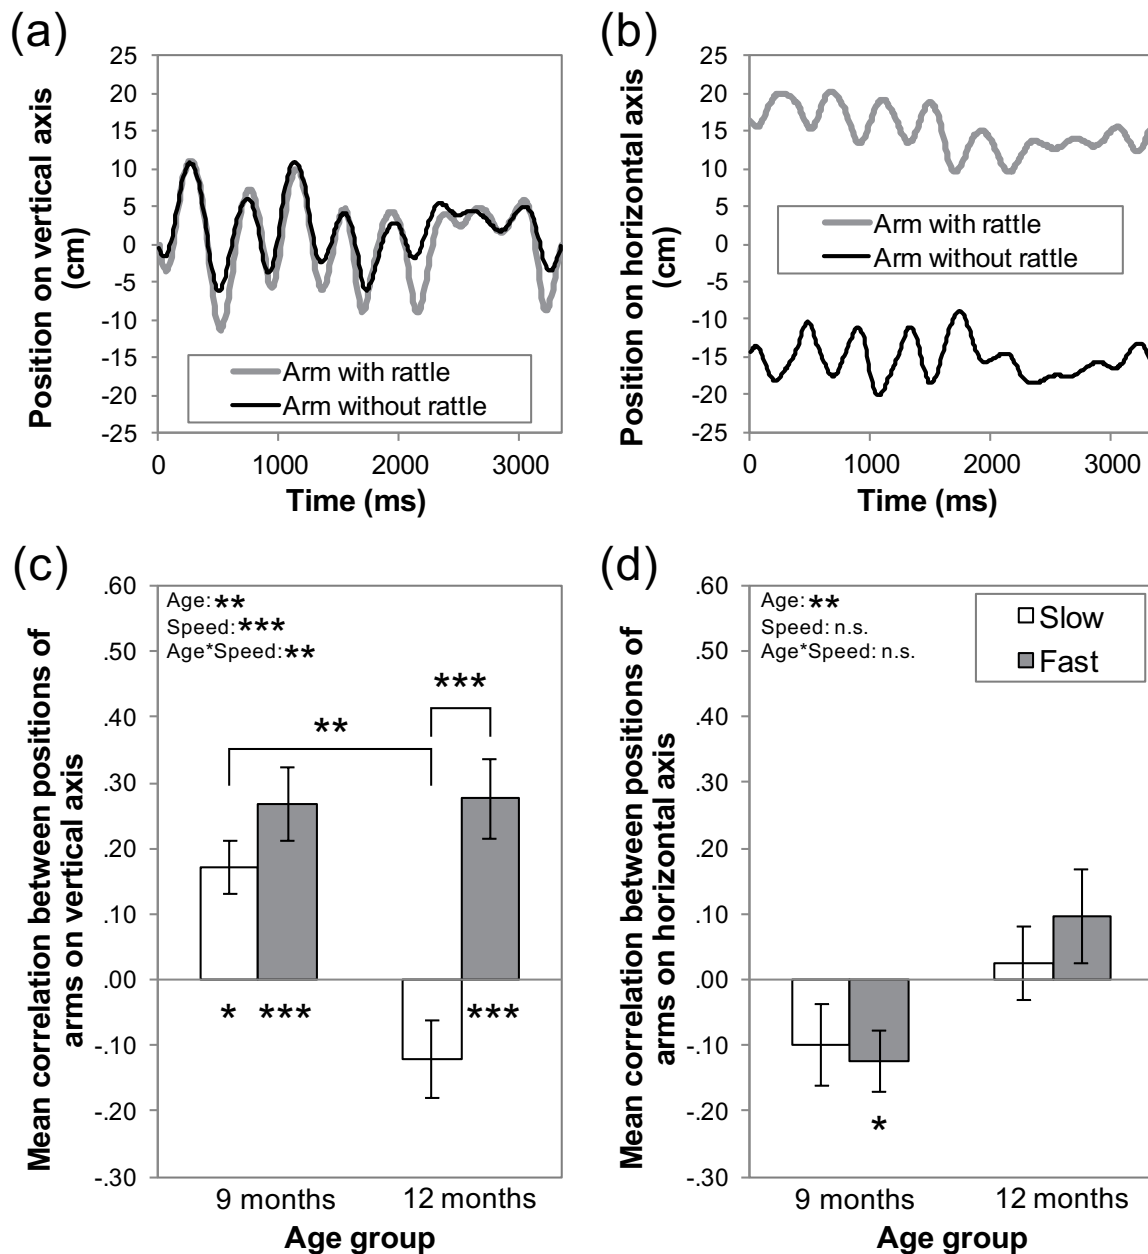 (a)
25
20
15
10
5
0
-5
-10
-15
-20
-25
Position on vertical axis
(cm)
Arm with rattle
Arm without rattle
0 1000 2000 3000
Time (ms)
(b)
25
20
15
10
5
0
-5
-10
-15
-20
-25
Position on horizontal axis
(cm)
Arm with rattle
Arm without rattle
0 1000 2000 3000
Time (ms)
(c)
.60
.50
.40
.30
.20
.10
.00
-.10
-.20
-.30
Mean correlation between positions of
arms on vertical axis
Age: **
Speed: ***
Age*Speed: **
***
**
* *** ***
9 months 12 months
Age group
(d)
.60
.50
.40
.30
.20
.10
.00
-.10
-.20
-.30
Mean correlation between positions of
arms on horizontal axis
Age: **
Speed: n.s.
Age*Speed: n.s.
Slow
Fast
*
9 months 12 months
Age group